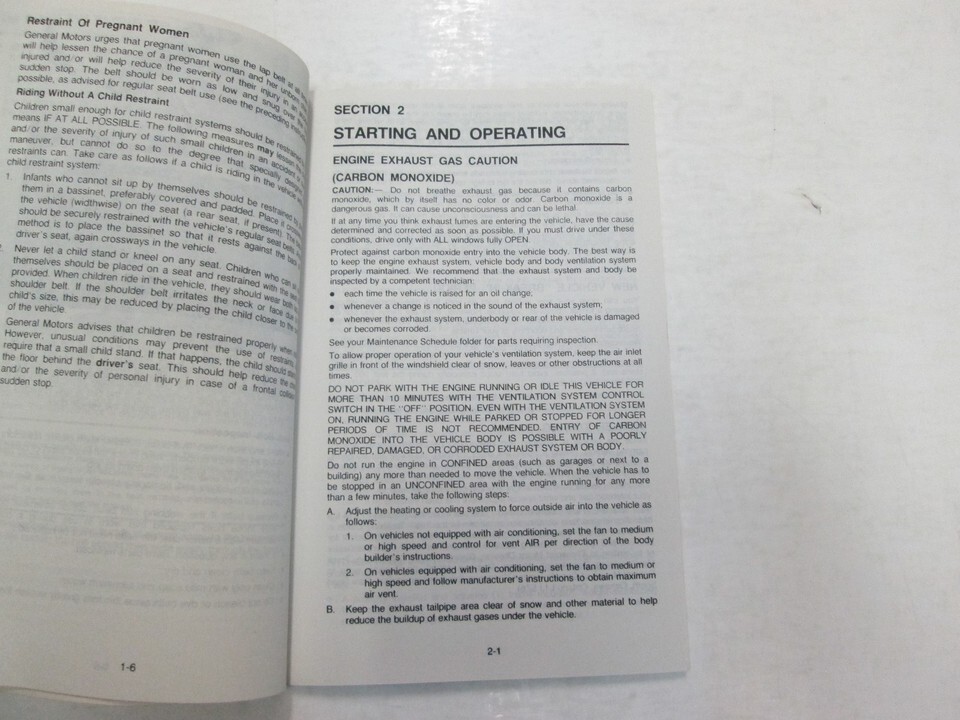 Restraint Of Pregnant Women
General Motors urges that pregnant women use the lap belt at all
will help lessen the chance of a pregnant woman and her unborn
injured and/or will help reduce the severity of their injury in an
sudden stop. The belt should be worn as low and snug over
possible, as advised for regular seat belt use (see the preceding
Riding Without A Child Restraint
Children small enough for child restraint systems should be restrained
means IF AT ALL POSSIBLE. The following measures may lessen
and/or the severity of injury of such small children in an accident
maneuver, but cannot do so to the degree that specially
restraints can. Take care as follows if a child is riding in the vehicle
child restraint system:
1. Infants who cannot sit up by themselves should be restrained
them in a bassinet, preferably covered and padded. Place
the vehicle (widthwise) on the seat (a rear seat, if present).
should be securely restrained with the vehicle's regular seat belts.
method is to place the bassinet so that it rests against the back
driver's seat, again crossways in the vehicle.
Never let a child stand or kneel on any seat. Children who can
themselves should be placed on a seat and restrained with the
provided. When children ride in the vehicle, they should wear
shoulder belt. If the shoulder belt irritates the neck or face
child's size, this may be reduced by placing the child closer to the
of the vehicle.
General Motors advises that children be restrained properly when
However, unusual conditions may prevent the use of
require that a small child stand. If that happens, the child should
the floor behind the driver's seat. This should help reduce the
and/or the severity of personal injury in case of a frontal
sudden stop.
1-6
SECTION 2
STARTING AND OPERATING
ENGINE EXHAUST GAS CAUTION
(CARBON MONOXIDE)
CAUTION:— Do not breathe exhaust gas because it contains carbon
monoxide, which by itself has no color or odor. Carbon monoxide is a
dangerous gas. It can cause unconsciousness and can be lethal.
If at any time you think exhaust fumes are entering the vehicle, have the cause
determined and corrected as soon as possible. If you must drive under these
conditions, drive only with ALL windows fully OPEN.
Protect against carbon monoxide entry into the vehicle body. The best way is
to keep the engine exhaust system, vehicle body and body ventilation system
properly maintained. We recommend that the exhaust system and body be
inspected by a competent technician:
● each time the vehicle is raised for an oil change,
● whenever a change is noticed in the sound of the exhaust system;
● whenever the exhaust system, underbody or rear of the vehicle is damaged
or becomes corroded.
See your Maintenance Schedule folder for parts requiring inspection.
To allow proper operation of your vehicle's ventilation system, keep the air inlet
grille in front of the windshield clear of snow, leaves or other obstructions at all
times.
DO NOT PARK WITH THE ENGINE RUNNING OR IDLE THIS VEHICLE FOR
MORE THAN 10 MINUTES WITH THE VENTILATION SYSTEM CONTROL
SWITCH IN THE "OFF" POSITION. EVEN WITH THE VENTILATION SYSTEM
ON, RUNNING THE ENGINE WHILE PARKED OR STOPPED FOR LONGER
PERIODS OF TIME IS NOT RECOMMENDED. ENTRY OF CARBON
MONOXIDE INTO THE VEHICLE BODY IS POSSIBLE WITH A POORLY
REPAIRED, DAMAGED, OR CORRODED EXHAUST SYSTEM OR BODY.
Do not run the engine in CONFINED areas (such as garages or next to a
building) any more than needed to move the vehicle. When the vehicle has to
be stopped in an UNCONFINED area with the engine running for any more
than a few minutes, take the following steps:
A. Adjust the heating or cooling system to force outside air into the vehicle as
follows:
1. On vehicles not equipped with air conditioning, set the fan to medium
or high speed and control for vent AIR per direction of the body
builder's instructions.
2. On vehicles equipped with air conditioning, set the fan to medium or
high speed and follow manufacturer's instructions to obtain maximum
air vent.
B. Keep the exhaust tailpipe area clear of snow and other material to help
reduce the buildup of exhaust gases under the vehicle.
2-1